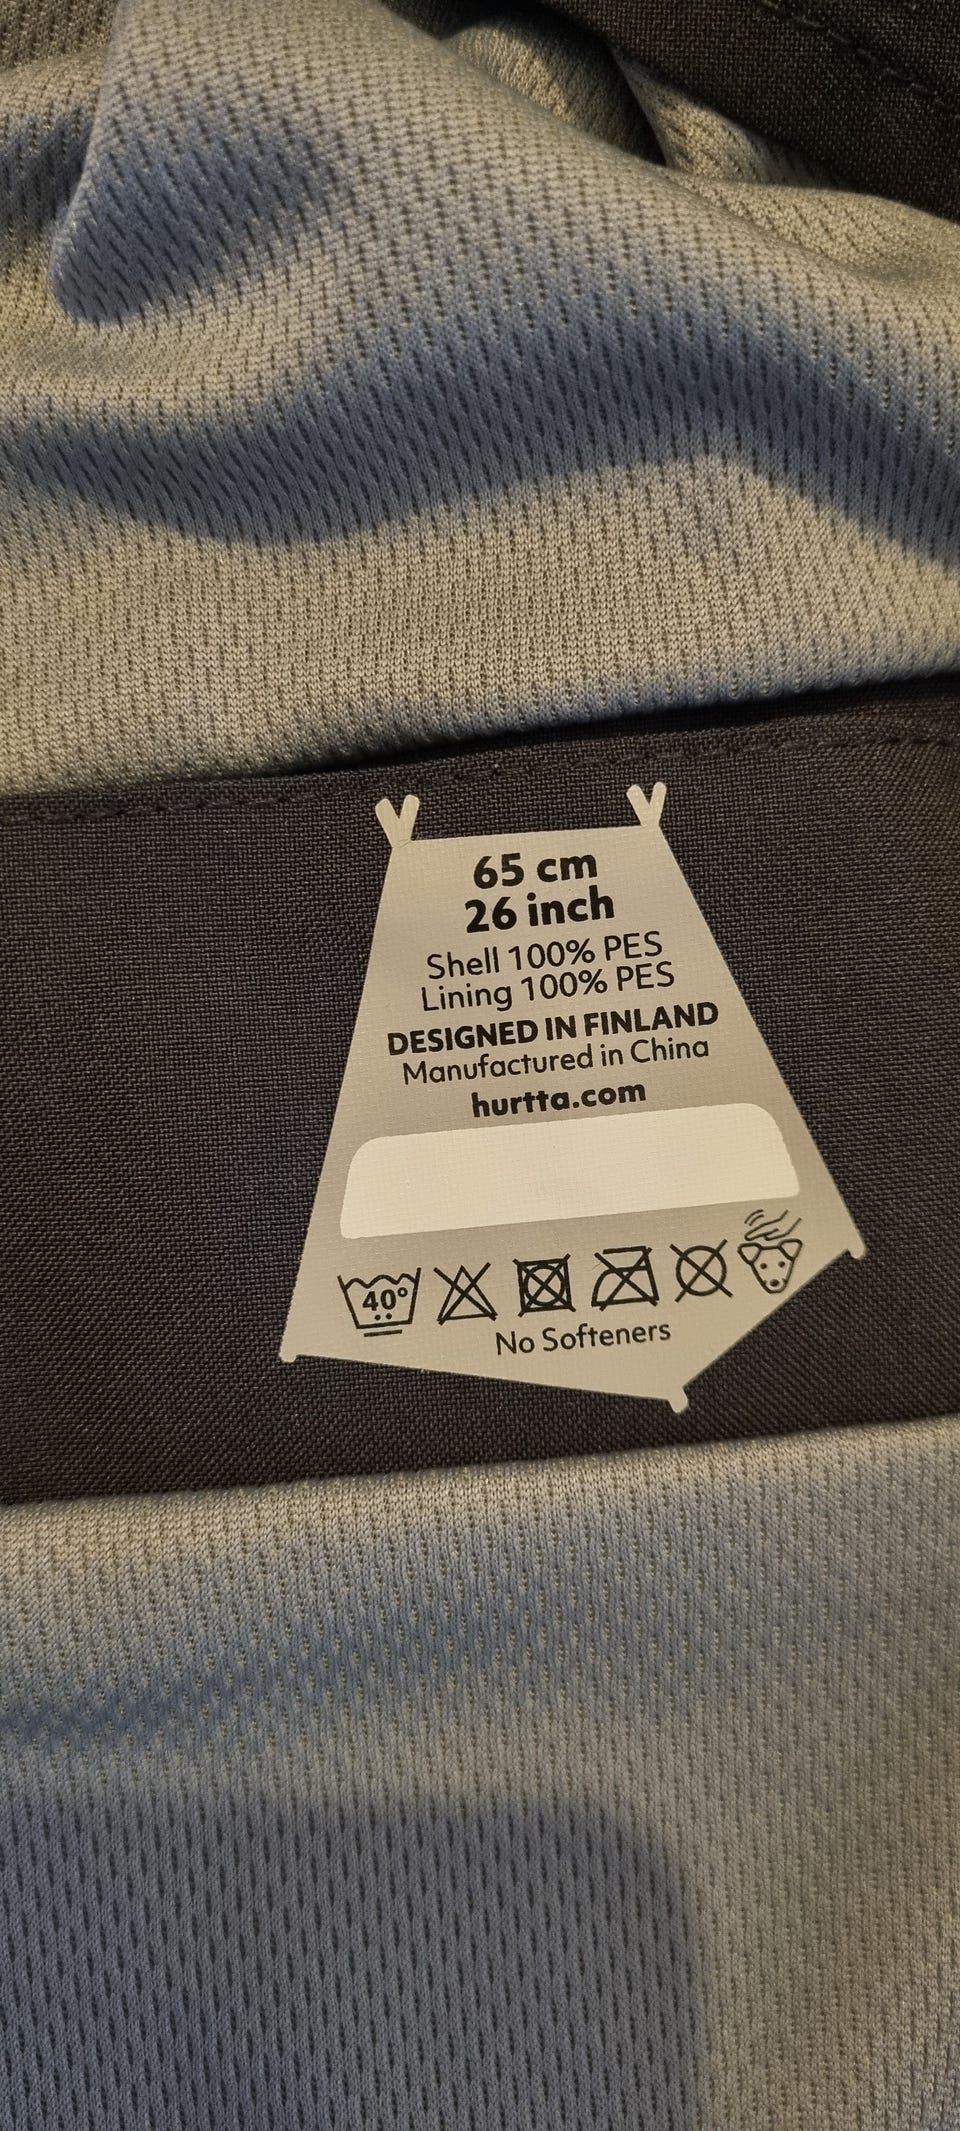 65 cm
26 inch
Shell 100% PES
Lining 100% PES
DESIGNED IN FINLAND
Manufactured in China
hurtta.com
40°
No Softeners